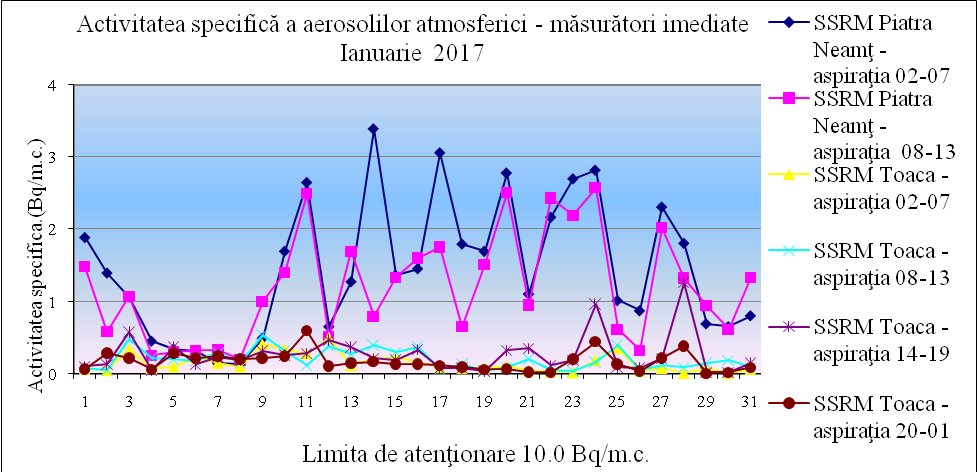 Activitatea specifică a aerosolilor atmosferici - măsurători imediate
Ianuarie 2017
Activitatea specifica (Bq/m.c.)
4
3
2
1
0
1 3 5 7 9 11 13 15 17 19 21 23 25 27 29 31
Limita de atenţionare 10.0 Bq/m.c.
SSRM Piatra
Neamţ -
aspiraţia 02-07
SSRM Piatra
Neamţ -
aspiraţia 08-13
SSRM Toaca -
aspiraţia 02-07
SSRM Toaca -
aspiraţia 08-13
SSRM Toaca -
aspiraţia 14-19
SSRM Toaca -
aspiraţia 20-01